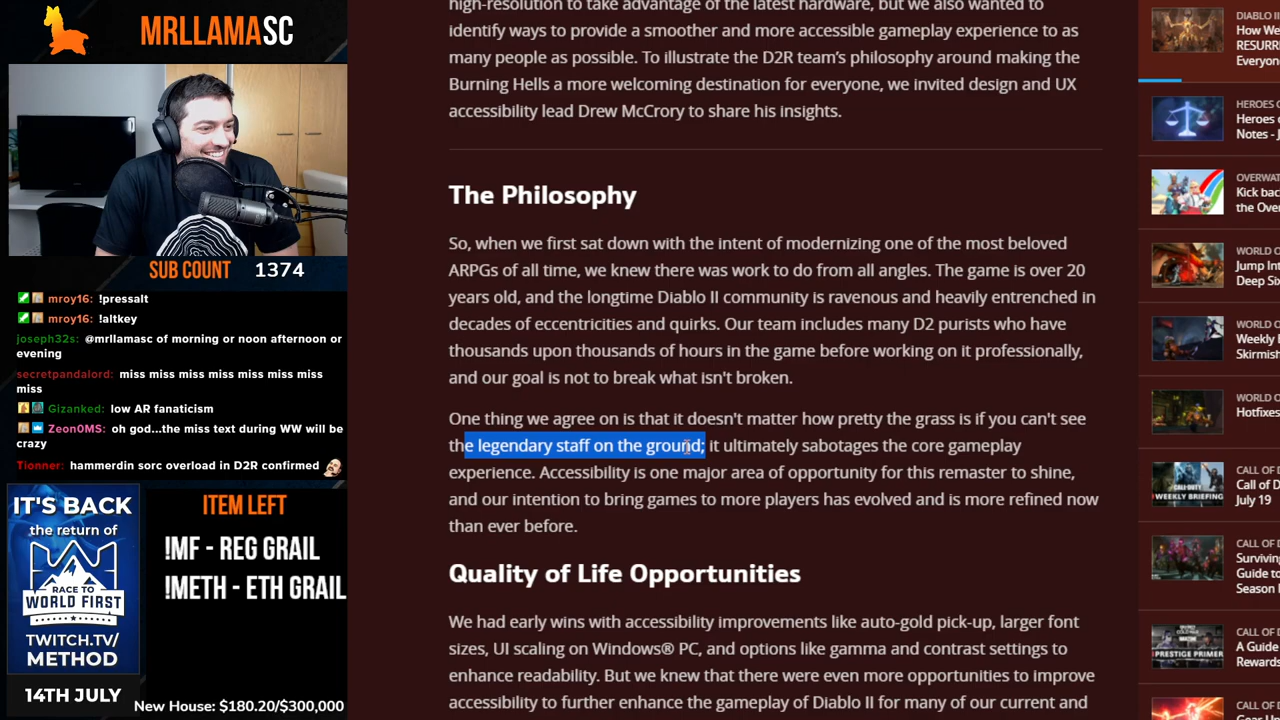 MRLLAMASC
SUB COUNT 1374
mroy16: !pressalt
mroy16: !altkey
joseph32s: @mrllamasc of morning or noon afternoon or
evening
secretpandalord: miss miss miss miss miss miss miss
miss
Gizanked: low AR fanaticism
Zeon0MS: oh god...the miss text during WW will be
crazy
Tionner: hammerdin sorc overload in D2R confirmed
IT'S BACK
the return of
RACE TO
WORLD FIRST
TWITCH.TV/
METHOD
14TH JULY
ITEM LEFT
!MF - REG GRAIL
!METH - ETH GRAIL
New House: $180.20/$300,000
high-resolution to take advantage of the latest hardware, but we also wanted to
identify ways to provide a smoother and more accessible gameplay experience to as
many people as possible. To illustrate the D2R team's philosophy around making the
Burning Hells a more welcoming destination for everyone, we invited design and UX
accessibility lead Drew McCrory to share his insights.
The Philosophy
So, when we first sat down with the intent of modernizing one of the most beloved
ARPGs of all time, we knew there was work to do from all angles. The game is over 20
years old, and the longtime Diablo II community is ravenous and heavily entrenched in
decades of eccentricities and quirks. Our team includes many D2 purists who have
thousands upon thousands of hours in the game before working on it professionally,
and our goal is not to break what isn't broken.
One thing we agree on is that it doesn't matter how pretty the grass is if you can't see
the legendary staff on the ground; it ultimately sabotages the core gameplay
experience. Accessibility is one major area of opportunity for this remaster to shine,
and our intention to bring games to more players has evolved and is more refined now
than ever before.
Quality of Life Opportunities
We had early wins with accessibility improvements like auto-gold pick-up, larger font
sizes, UI scaling on Windows® PC, and options like gamma and contrast settings to
enhance readability. But we knew that there were even more opportunities to improve
accessibility to further enhance the gameplay of Diablo II for many of our current and
DIABLO II
How We
RESURR
Everyone
HEROES O
Heroes o
Notes - J
OVERWAT
Kick bac
the Over
WORLD O
Jump Int
Deeper
WORLD O
Weekly
Skirmish
WORLD O
Hotfixes
CALL OF D
Call of D
July 19
WEEKLY BRIEFING
CALL OF D
Surviving
Guide to
Season
CALL OF D
A Guide
Rewards
PRESTIGE PRIMER
CALL OF D